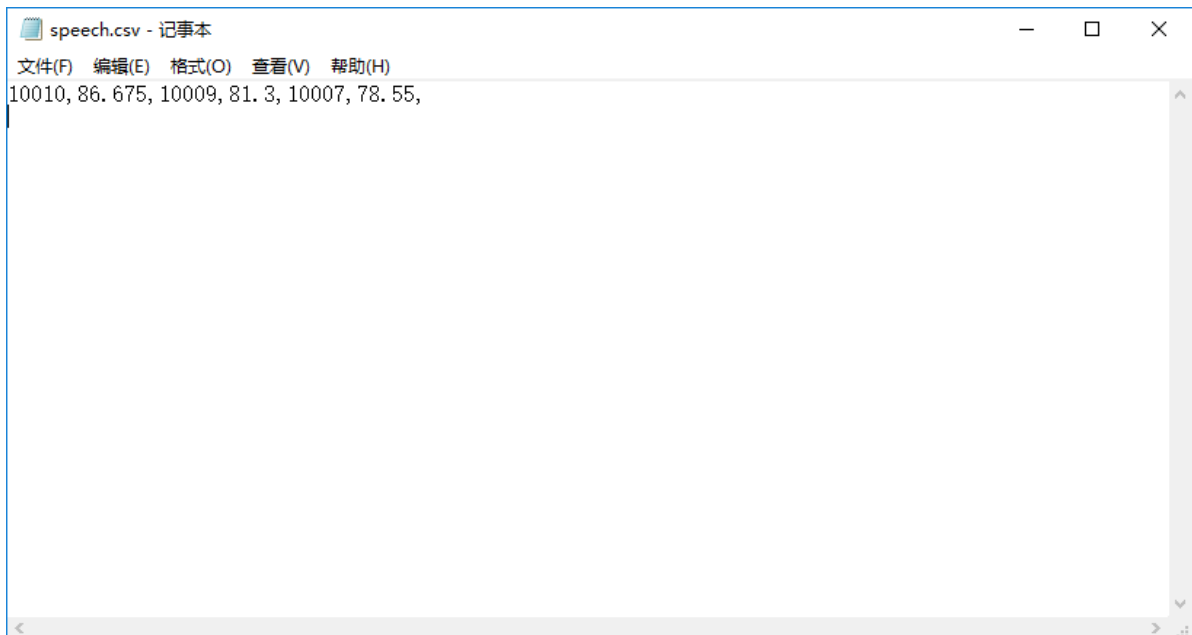 speech.csv - 记事本
文件(F) 编辑(E) 格式(O) 查看(V) 帮助(H)
10010,86.675,10009,81.3,10007,78.55,